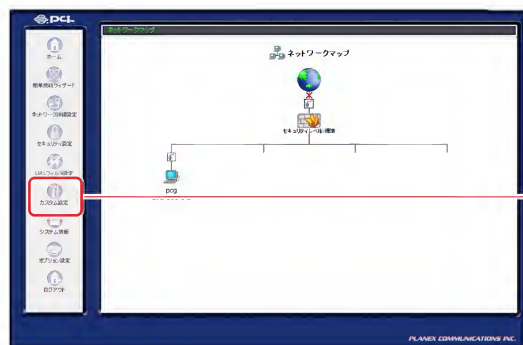 pci
ネットワークマップ
ネットワークマップ
ホーム
簡単接続ウィザード
ネットワーク詳細設定
セキュリティ設定
URLフィルタ設定
カスタム設定
システム情報
オプション設定
ログアウト
セキュリティレベル:標準
pcg
PLANEX COMMUNICATIONS INC.